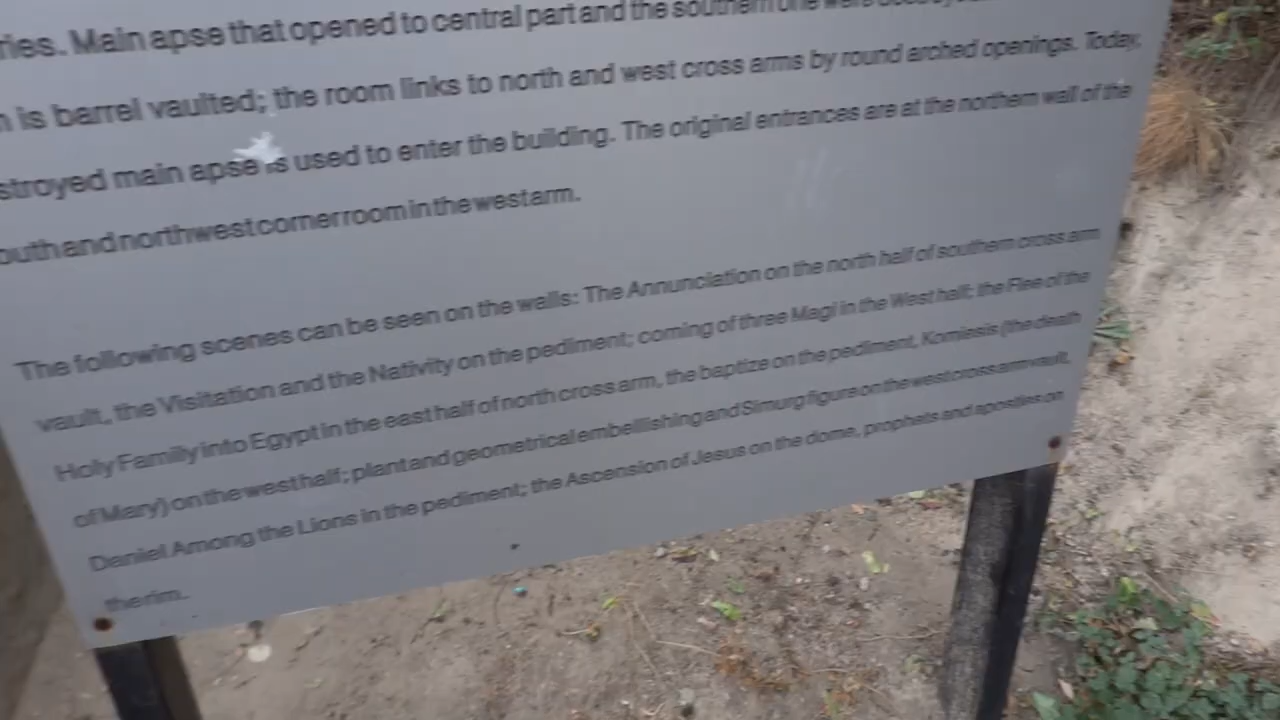 ries. Main apse that opened to central part and the southern one were
n is barrel vaulted; the room links to north and west cross arms by round arched openings. Today,
stroyed main apse is used to enter the building. The original entrances are at the northern wall of the
outh and northwest corner room in the west arm.
The following scenes can be seen on the walls: The Annunciation on the north half of southern cross arm
vault, the Visitation and the Nativity on the pediment; coming of three Magi in the West half; the Flee of the
Holy Family into Egypt in the east half of north cross arm, the baptize on the pediment, Komiesis (the death
of Mary) on the west half; plant and geometrical embellishing and Simurg figure on the west cross arm vault,
Daniel Among the Lions in the pediment; the Ascension of Jesus on the dome, prophets and apostles on
the rim.